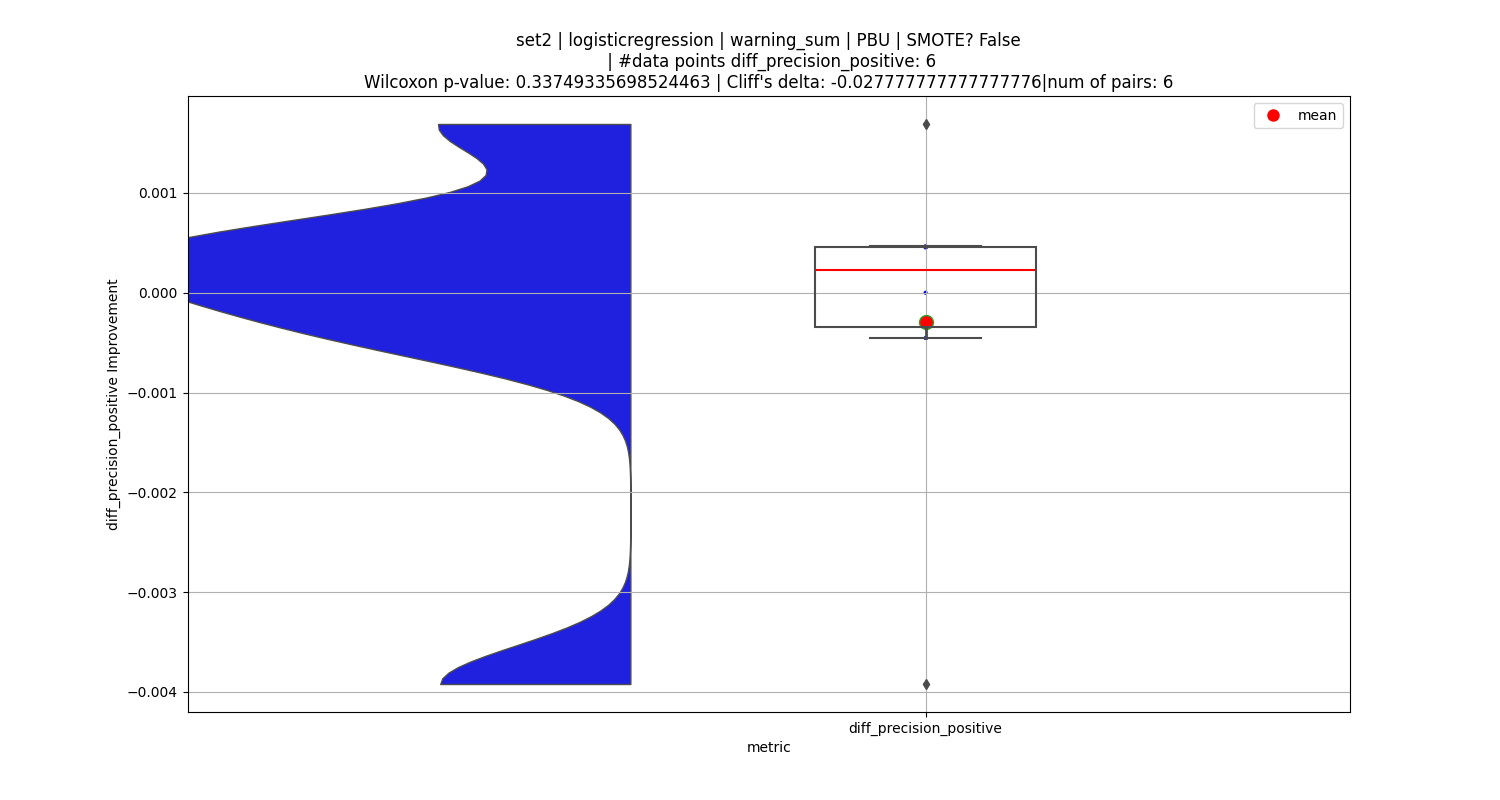 set2 | logisticregression | warning_sum | PBU | SMOTE? False
| #data points diff_precision_positive: 6
Wilcoxon p-value: 0.33749335698524463 | Cliff's delta: -0.027777777777777776|num of pairs: 6
mean
0.001
0.000
−0.001
−0.002
−0.003
−0.004
diff_precision_positive Improvement
diff_precision_positive
metric